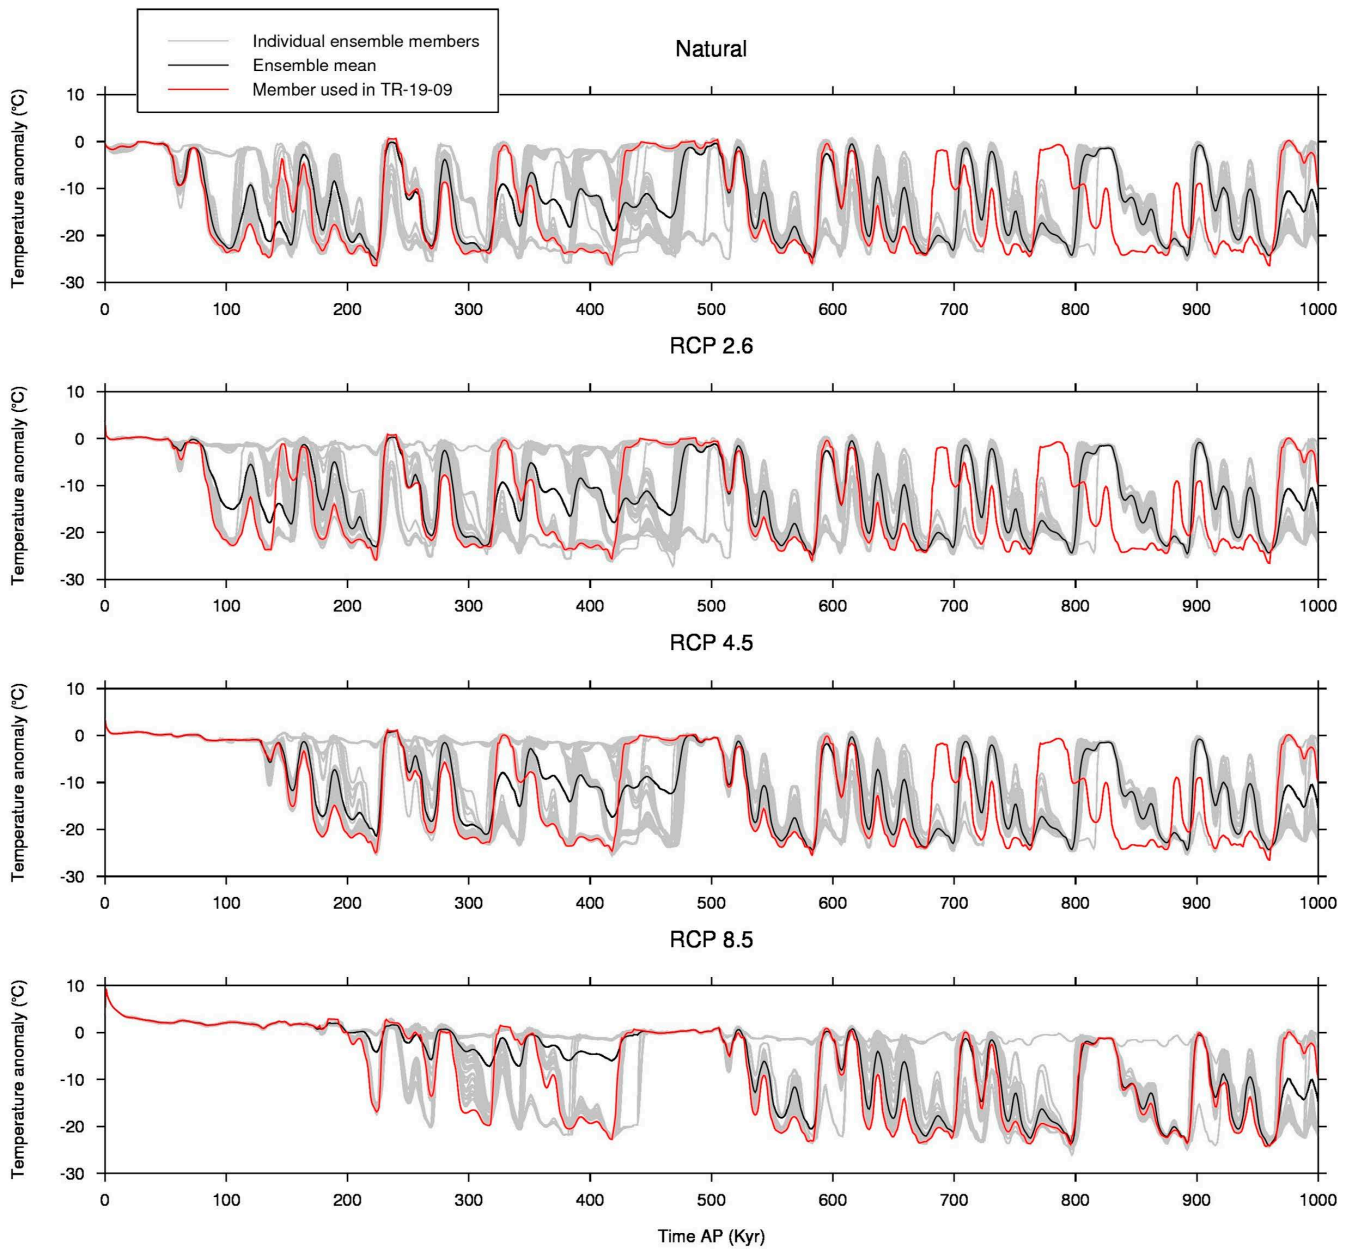 Individual ensemble members
Ensemble mean
Member used in TR-19-09
Natural
Temperature anomaly (°C)
10
0
-10
-20
-30
0 100 200 300 400 500 600 700 800 900 1000
RCP 2.6
Temperature anomaly (°C)
10
0
-10
-20
-30
0 100 200 300 400 500 600 700 800 900 1000
RCP 4.5
Temperature anomaly (°C)
10
0
-10
-20
-30
0 100 200 300 400 500 600 700 800 900 1000
RCP 8.5
Temperature anomaly (°C)
10
0
-10
-20
-30
0 100 200 300 400 500 600 700 800 900 1000
Time AP (Kyr)